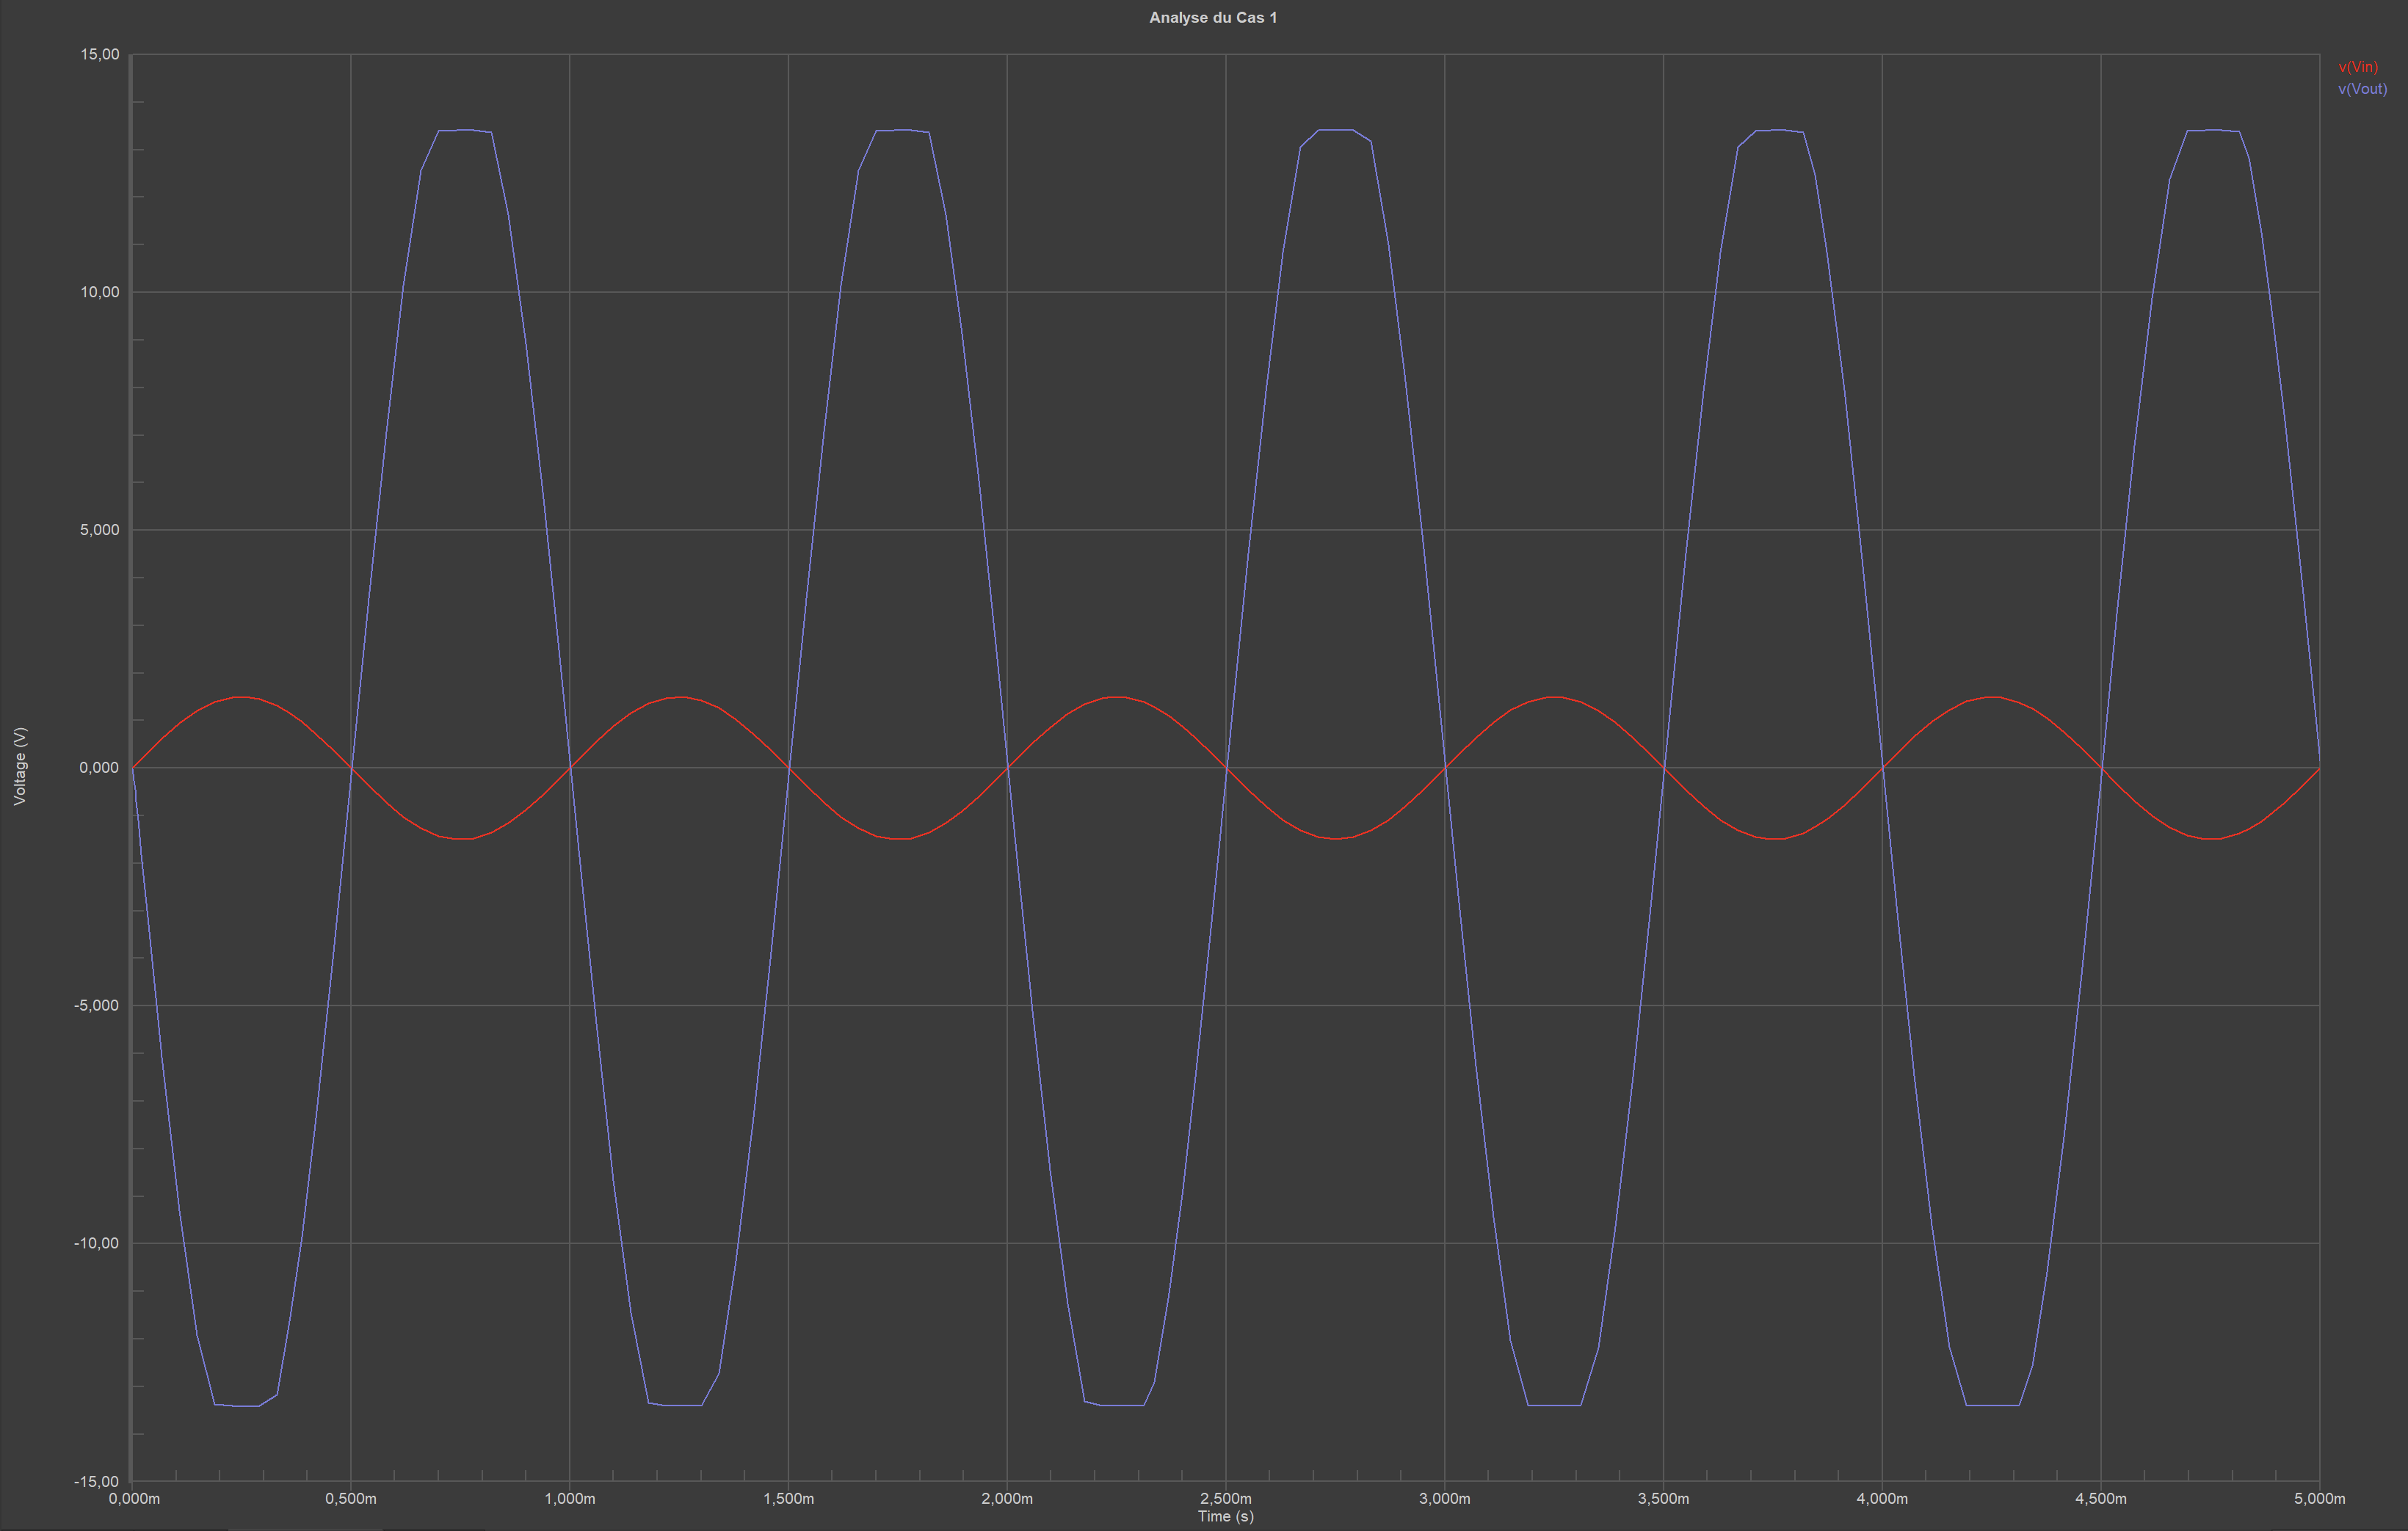 Analyse du Cas 1
v(Vin)
v(Vout)
15,00
10,00
5,000
0,000
-5,000
-10,00
-15,00
Voltage (V)
0,000m 0,500m 1,000m 1,500m 2,000m 2,500m 3,000m 3,500m 4,000m 4,500m 5,000m
Time (s)